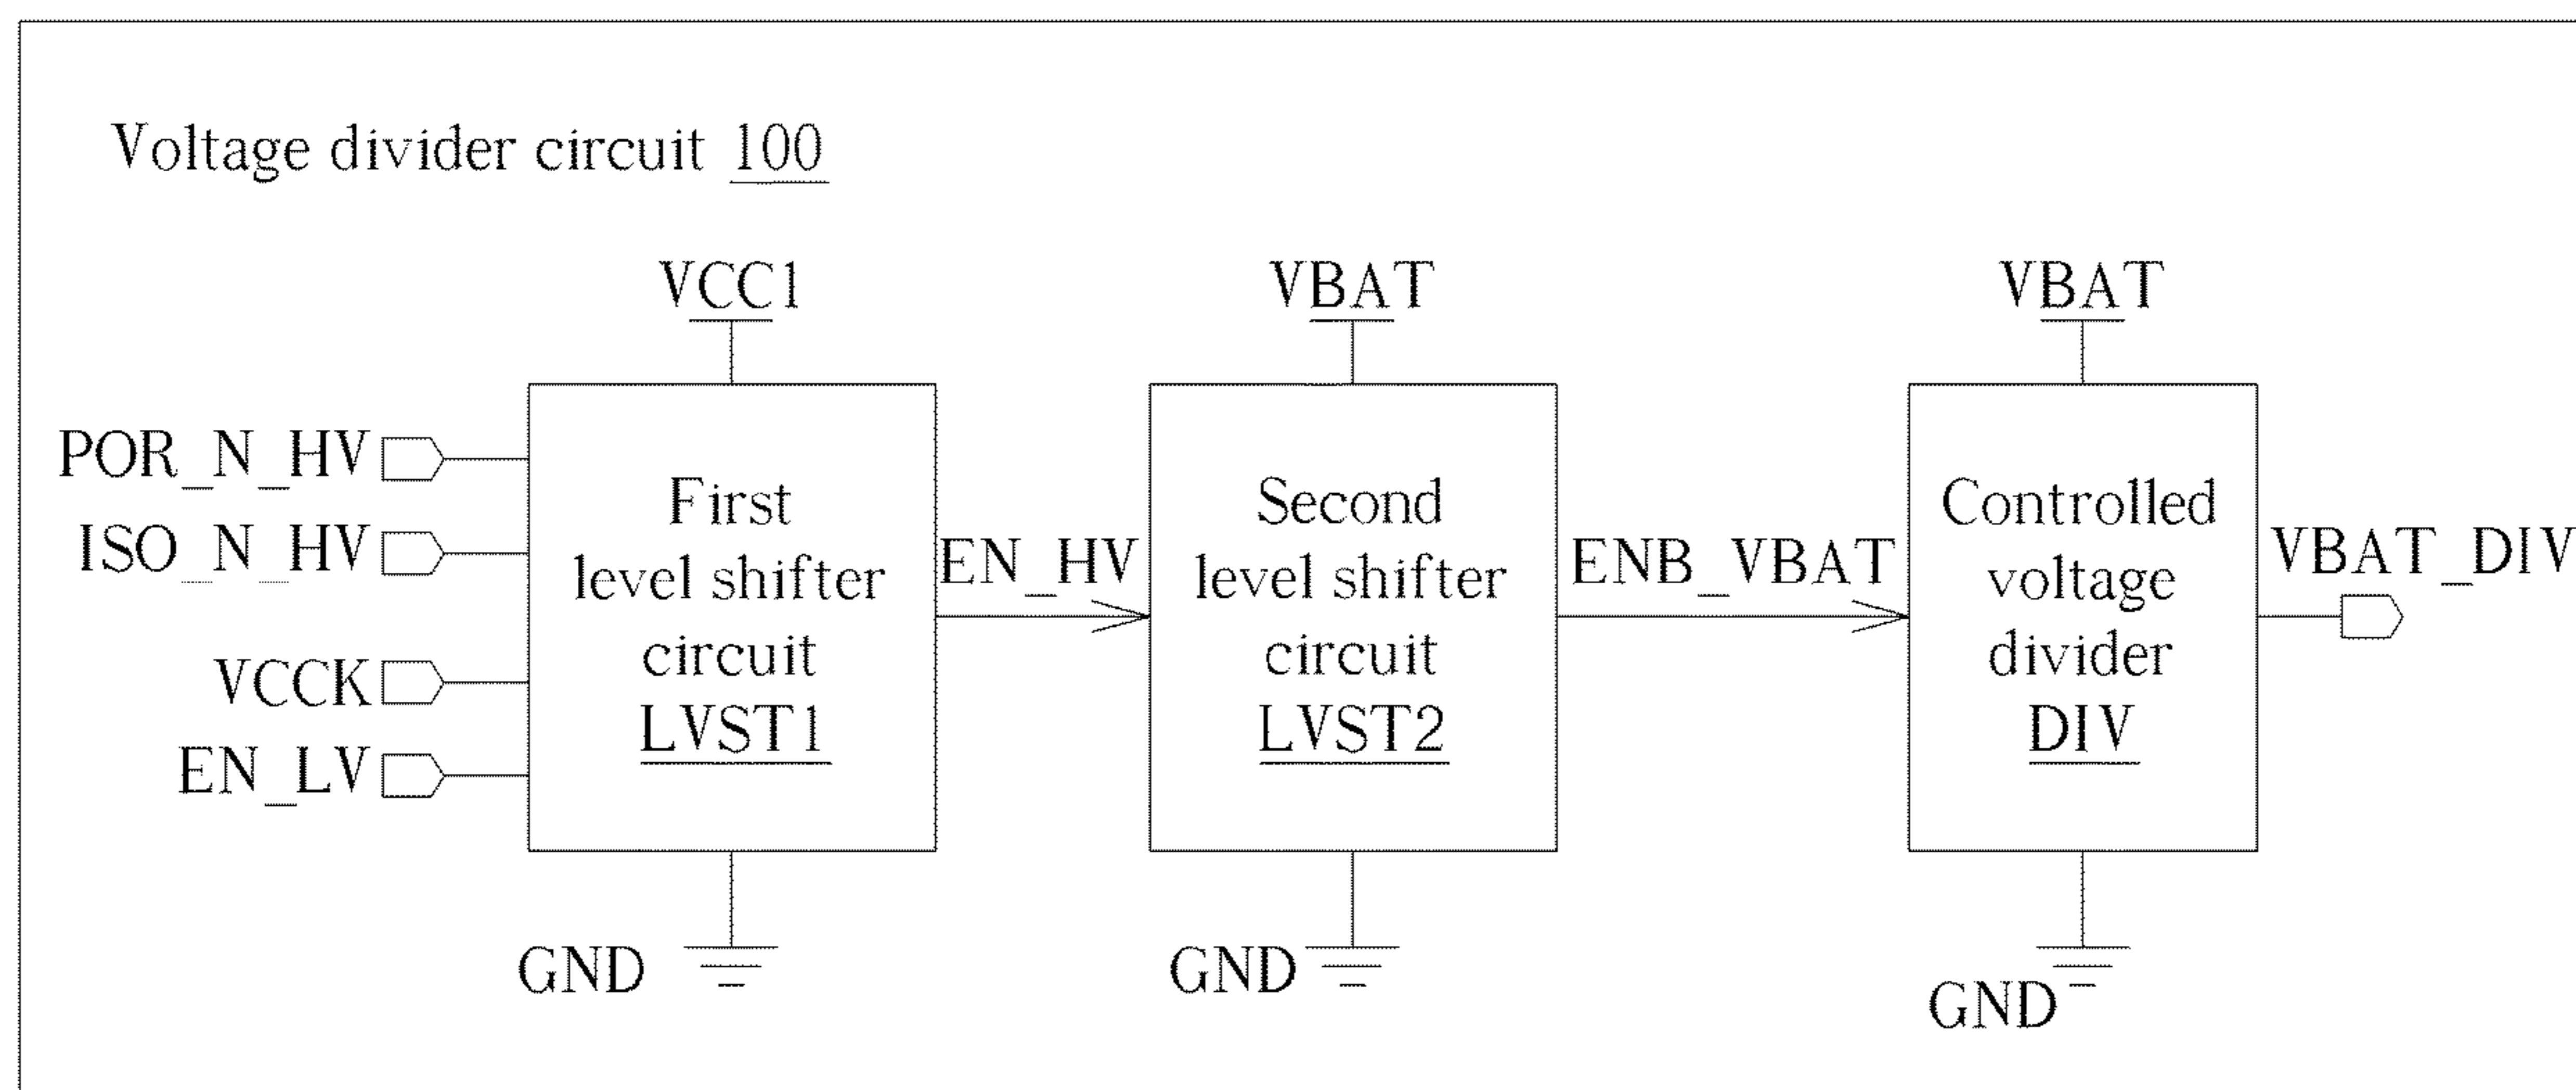 Voltage divider circuit 100
VCC1
VBAT
VBAT
POR_N_HV
ISO_N_HV
VCCK
EN_LV
First
level shifter
circuit
LVST1
EN_HV
Second
level shifter
circuit
LVST2
ENB_VBAT
Controlled
voltage
divider
DIV
VBAT_DIV
GND
GND
GND